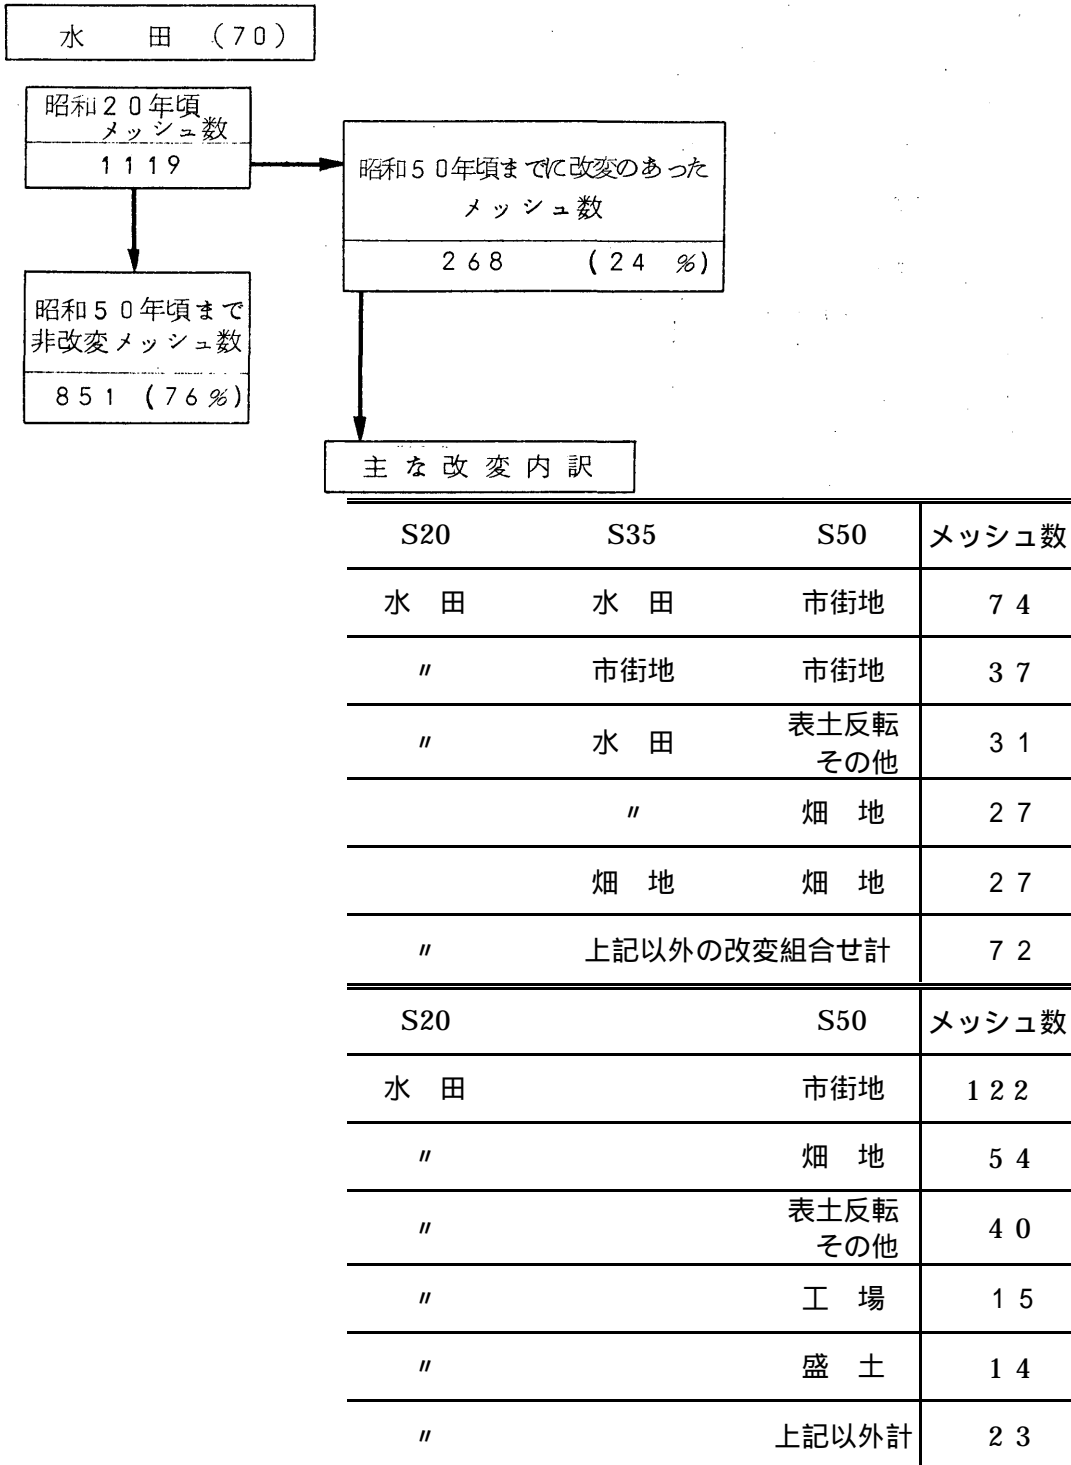 水 田 (70)
昭和20年頃
メッシュ数
1119
昭和50年頃までに改変のあった
メッシュ数
268 (24 %)
昭和50年頃まで
非改変メッシュ数
851 (76%)
主な改変内訳
S20 S35 S50 メッシュ数
水 田 水 田 市街地 74
〃 市街地 市街地 37
〃 水 田 表土反転
その他 31
〃 畑 地 27
畑 地 畑 地 27
〃 上記以外の改変組合せ計 72
S20 S50 メッシュ数
水 田 市街地 122
〃 畑 地 54
〃 表土反転
その他 40
〃 工 場 15
〃 盛 土 14
〃 上記以外計 23